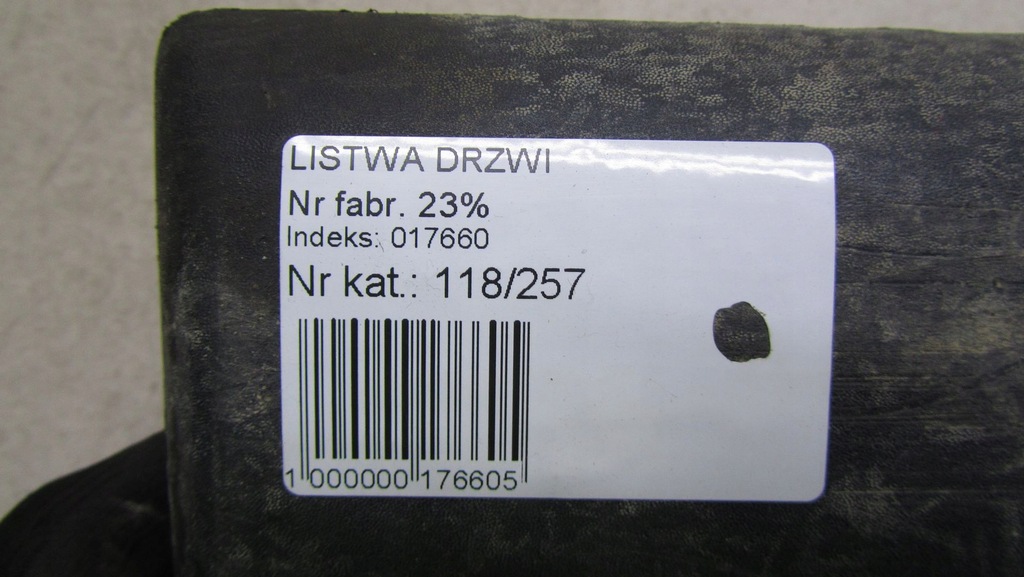 LISTWA DRZWI
Nr fabr. 23%
Indeks: 017660
Nr kat.: 118/257
1 000000 176605